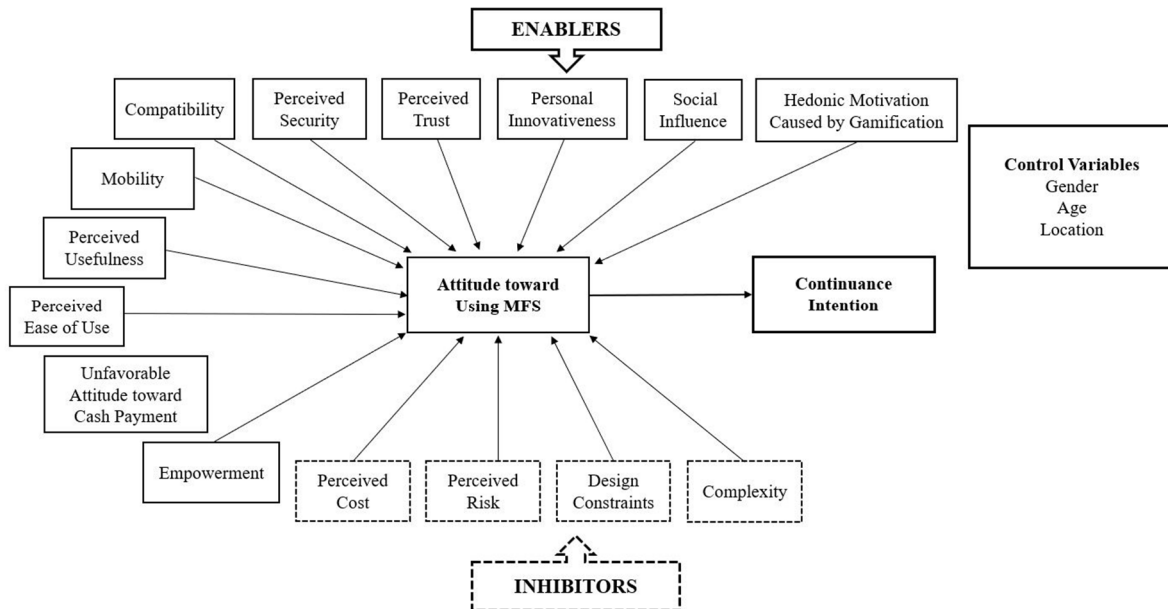 ENABLERS
Compatibility
Perceived
Security
Perceived
Trust
Personal
Innovativeness
Social
Influence
Hedonic Motivation
Caused by Gamification
Control Variables
Gender
Age
Location
Mobility
Perceived
Usefulness
Perceived
Ease of Use
Attitude toward
Using MFS
Continuance
Intention
Unfavorable
Attitude toward
Cash Payment
Empowerment
Perceived
Cost
Perceived
Risk
Design
Constraints
Complexity
INHIBITORS